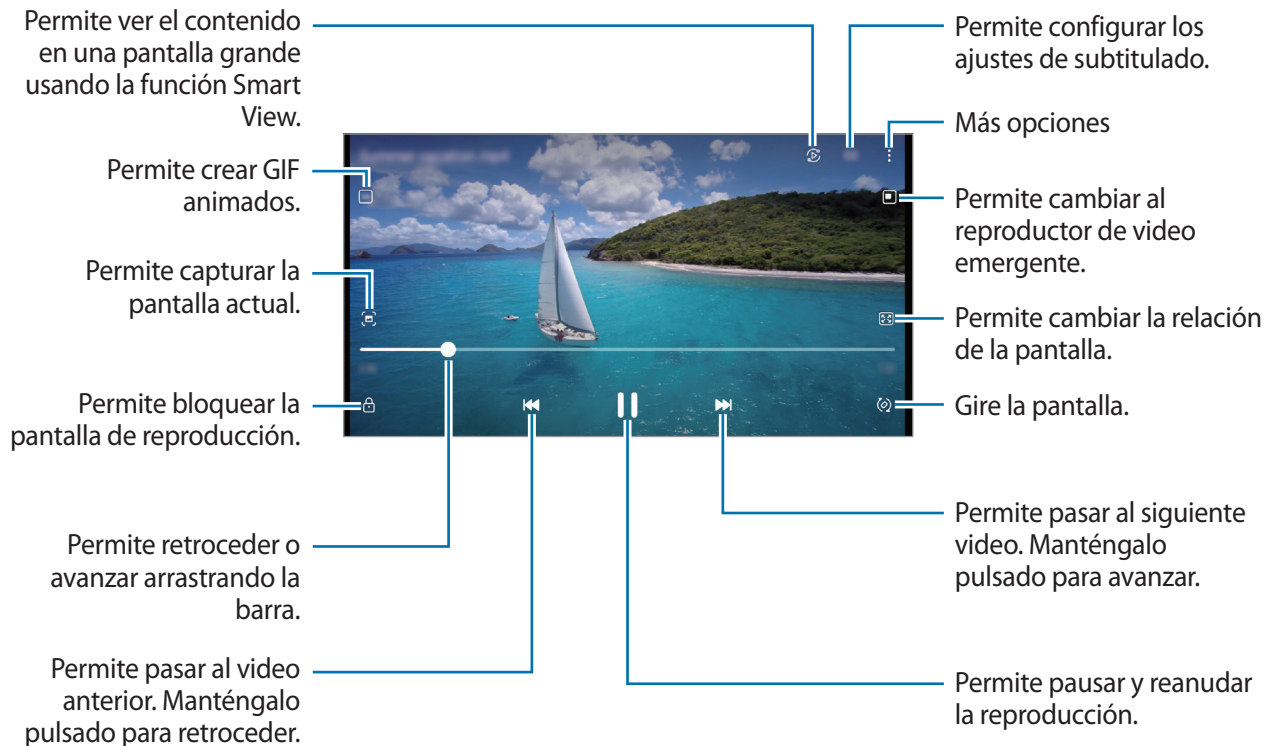 Permite ver el contenido
en una pantalla grande
usando la función Smart
View.
Permite crear GIF
animados.
Permite capturar la
pantalla actual.
Permite bloquear la
pantalla de reproducción.
Permite retroceder o
avanzar arrastrando la
barra.
Permite pasar al video
anterior. Manténgalo
pulsado para retroceder.
Permite configurar los
ajustes de subtitulado.
Más opciones
Permite cambiar al
reproductor de video
emergente.
Permite cambiar la relación
de la pantalla.
Gire la pantalla.
Permite pasar al siguiente
video. Manténgalo
pulsado para avanzar.
Permite pausar y reanudar
la reproducción.